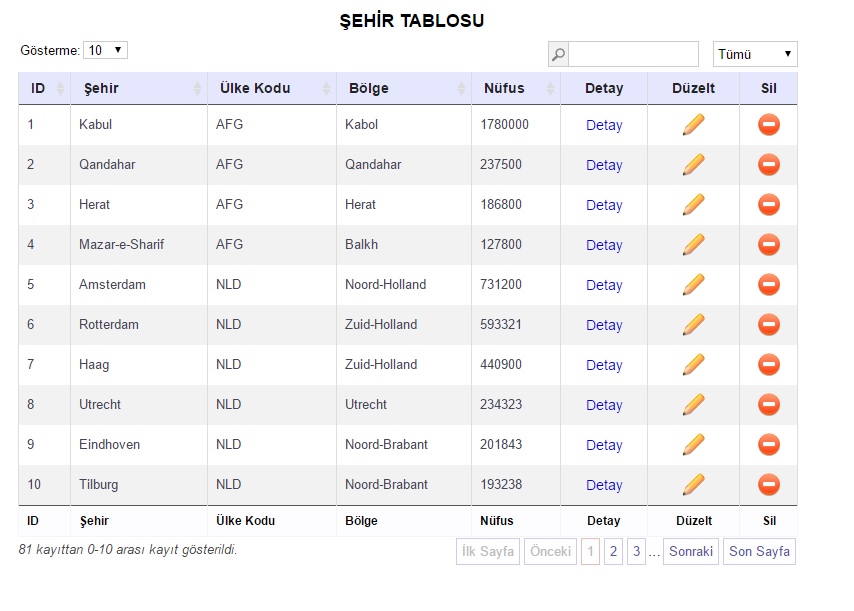 ŞEHİR TABLOSU
Gösterme: 10 Tümü
ID Şehir Ülke Kodu Bölge Nüfus Detay Düzelt Sil
1 Kabul AFG Kabol 1780000 Detay
2 Qandahar AFG Qandahar 237500 Detay
3 Herat AFG Herat 186800 Detay
4 Mazar-e-Sharif AFG Balkh 127800 Detay
5 Amsterdam NLD Noord-Holland 731200 Detay
6 Rotterdam NLD Zuid-Holland 593321 Detay
7 Haag NLD Zuid-Holland 440900 Detay
8 Utrecht NLD Utrecht 234323 Detay
9 Eindhoven NLD Noord-Brabant 201843 Detay
10 Tilburg NLD Noord-Brabant 193238 Detay
ID Şehir Ülke Kodu Bölge Nüfus Detay Düzelt Sil
81 kayıttan 0-10 arası kayıt gösterildi. İlk Sayfa Önceki 1 2 3 ... Sonraki Son Sayfa